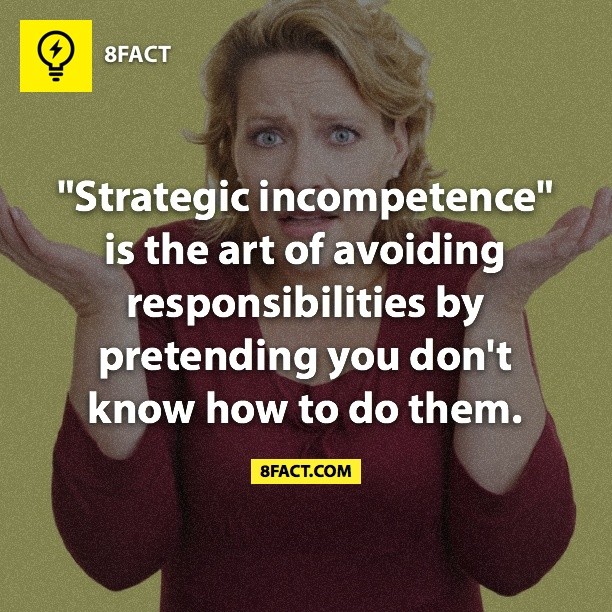 8FACT
"Strategic incompetence"
is the art of avoiding
responsibilities by
pretending you don't
know how to do them.
8FACT.COM